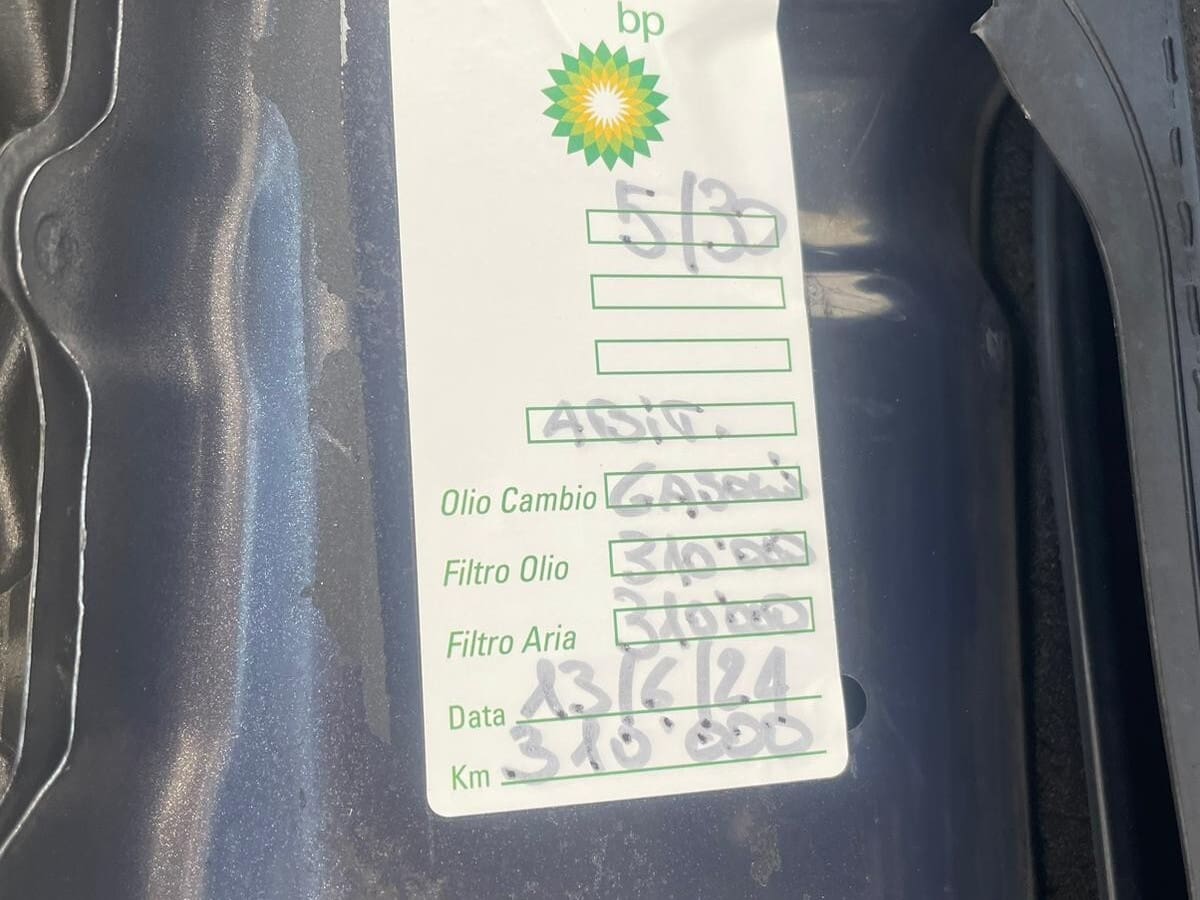 bp
5/30
ABiT.
Olio Cambio GASOLi
Filtro Olio 310'000
Filtro Aria 310'000
Data 13/6/24
Km 310'000